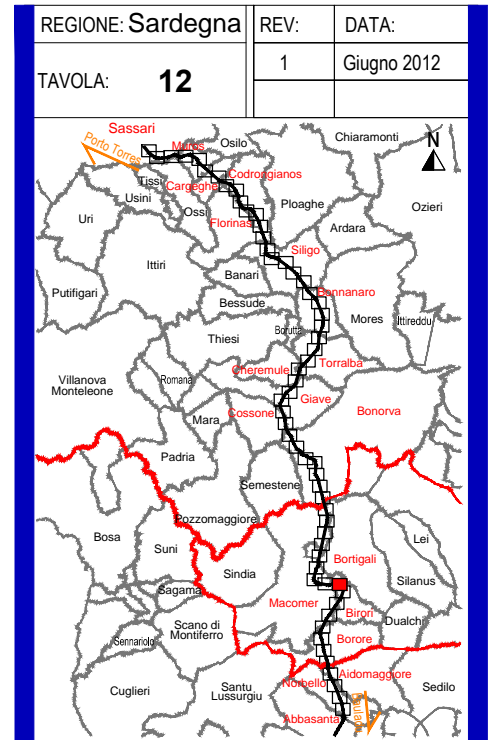 REGIONE: Sardegna
REV:
DATA:
TAVOLA: 12
1
Giugno 2012
Sassari
Porto Torres
Muros
Osilo
Chiaramonti
N
Tissi
Cargeghe
Codrongianos
Usini
Ossi
Ploaghe
Ozieri
Uri
Florinas
Ardara
Siligo
Ittiri
Banari
Bonnanaro
Putifigari
Bessude
Mores
Ittireddu
Borutta
Thiesi
Cheremule
Torralba
Villanova
Monteleone
Romana
Giave
Cossone
Bonorva
Mara
Padria
Semestene
Pozzomaggiore
Bosa
Lei
Suni
Bortigali
Sindia
Silanus
Sagama
Macomer
Birori
Dualchi
Scano di
Montiferro
Sennariolo
Borore
Aidomaggiore
Norbello
Cuglieri
Santu
Lussurgiu
Sedilo
Abbasanta